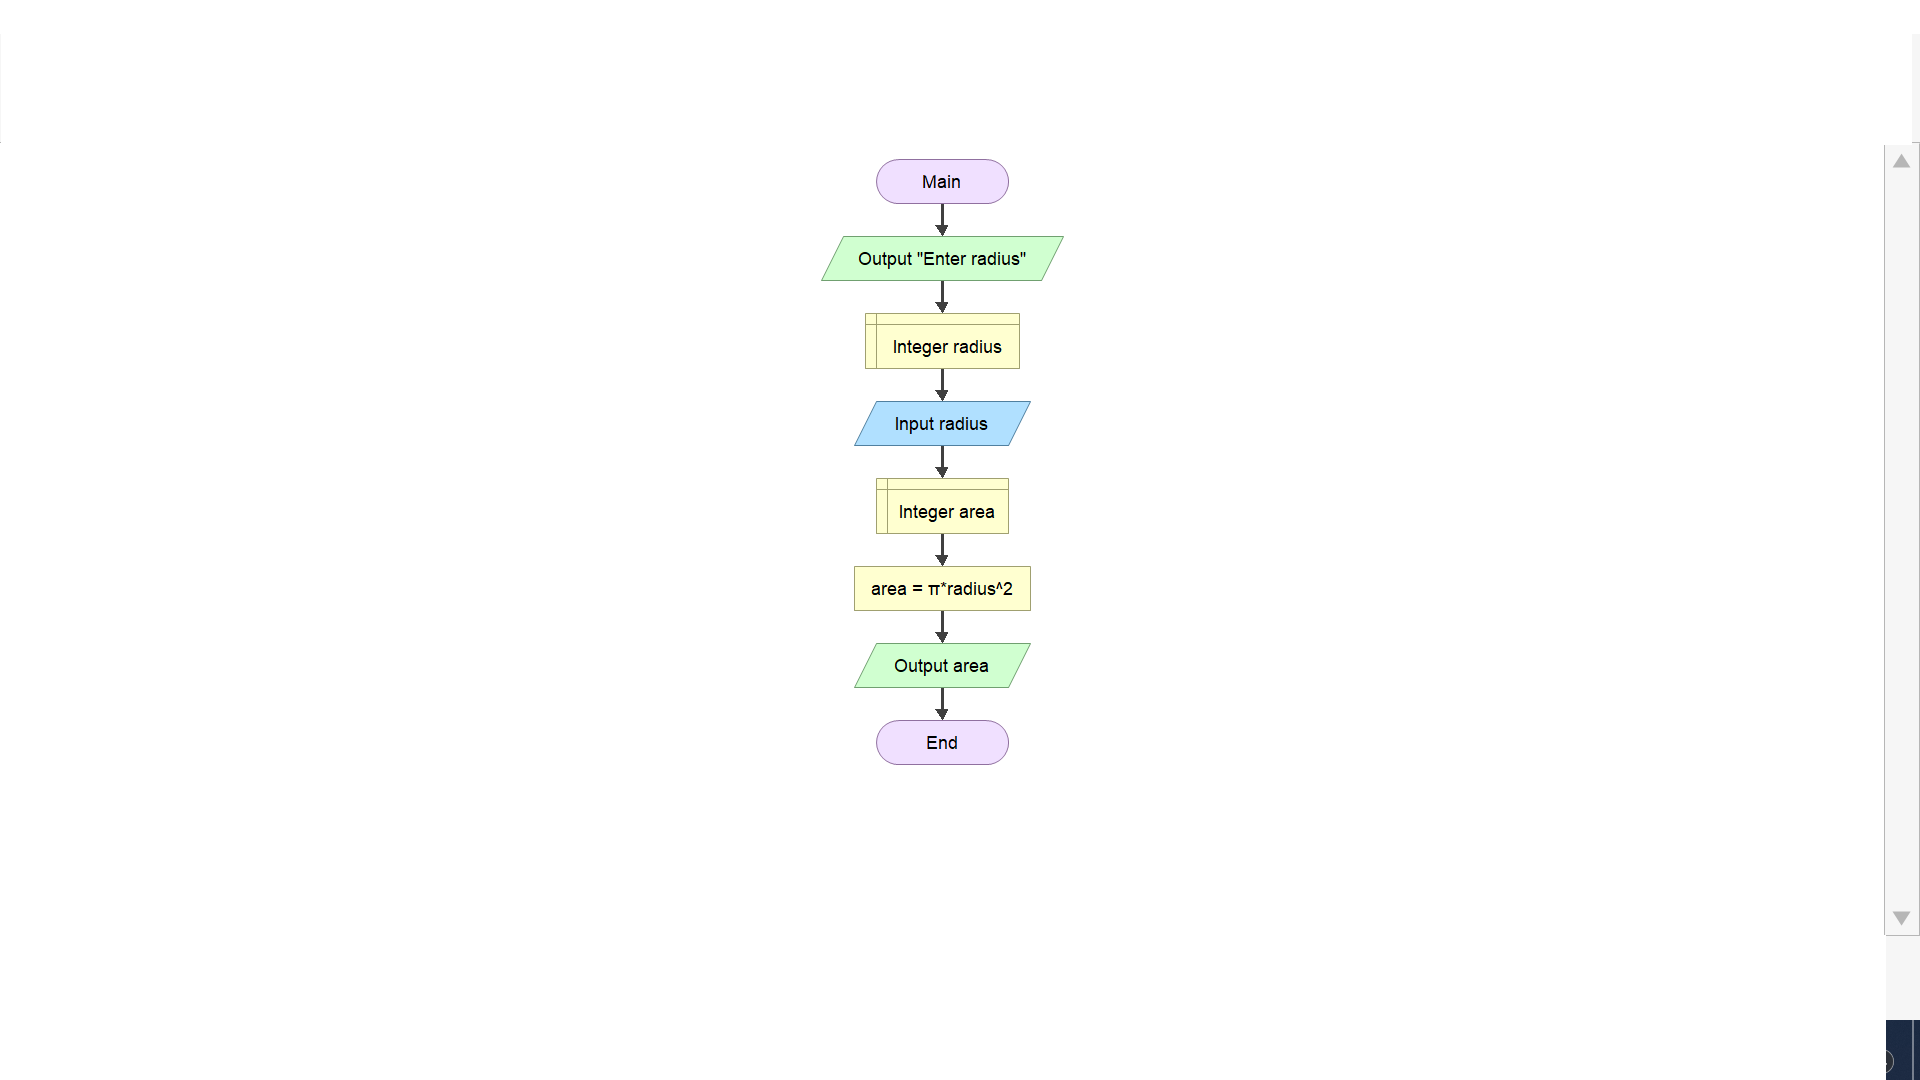 Main
Output "Enter radius"
Integer radius
Input radius
Integer area
area = π*radius^2
Output area
End